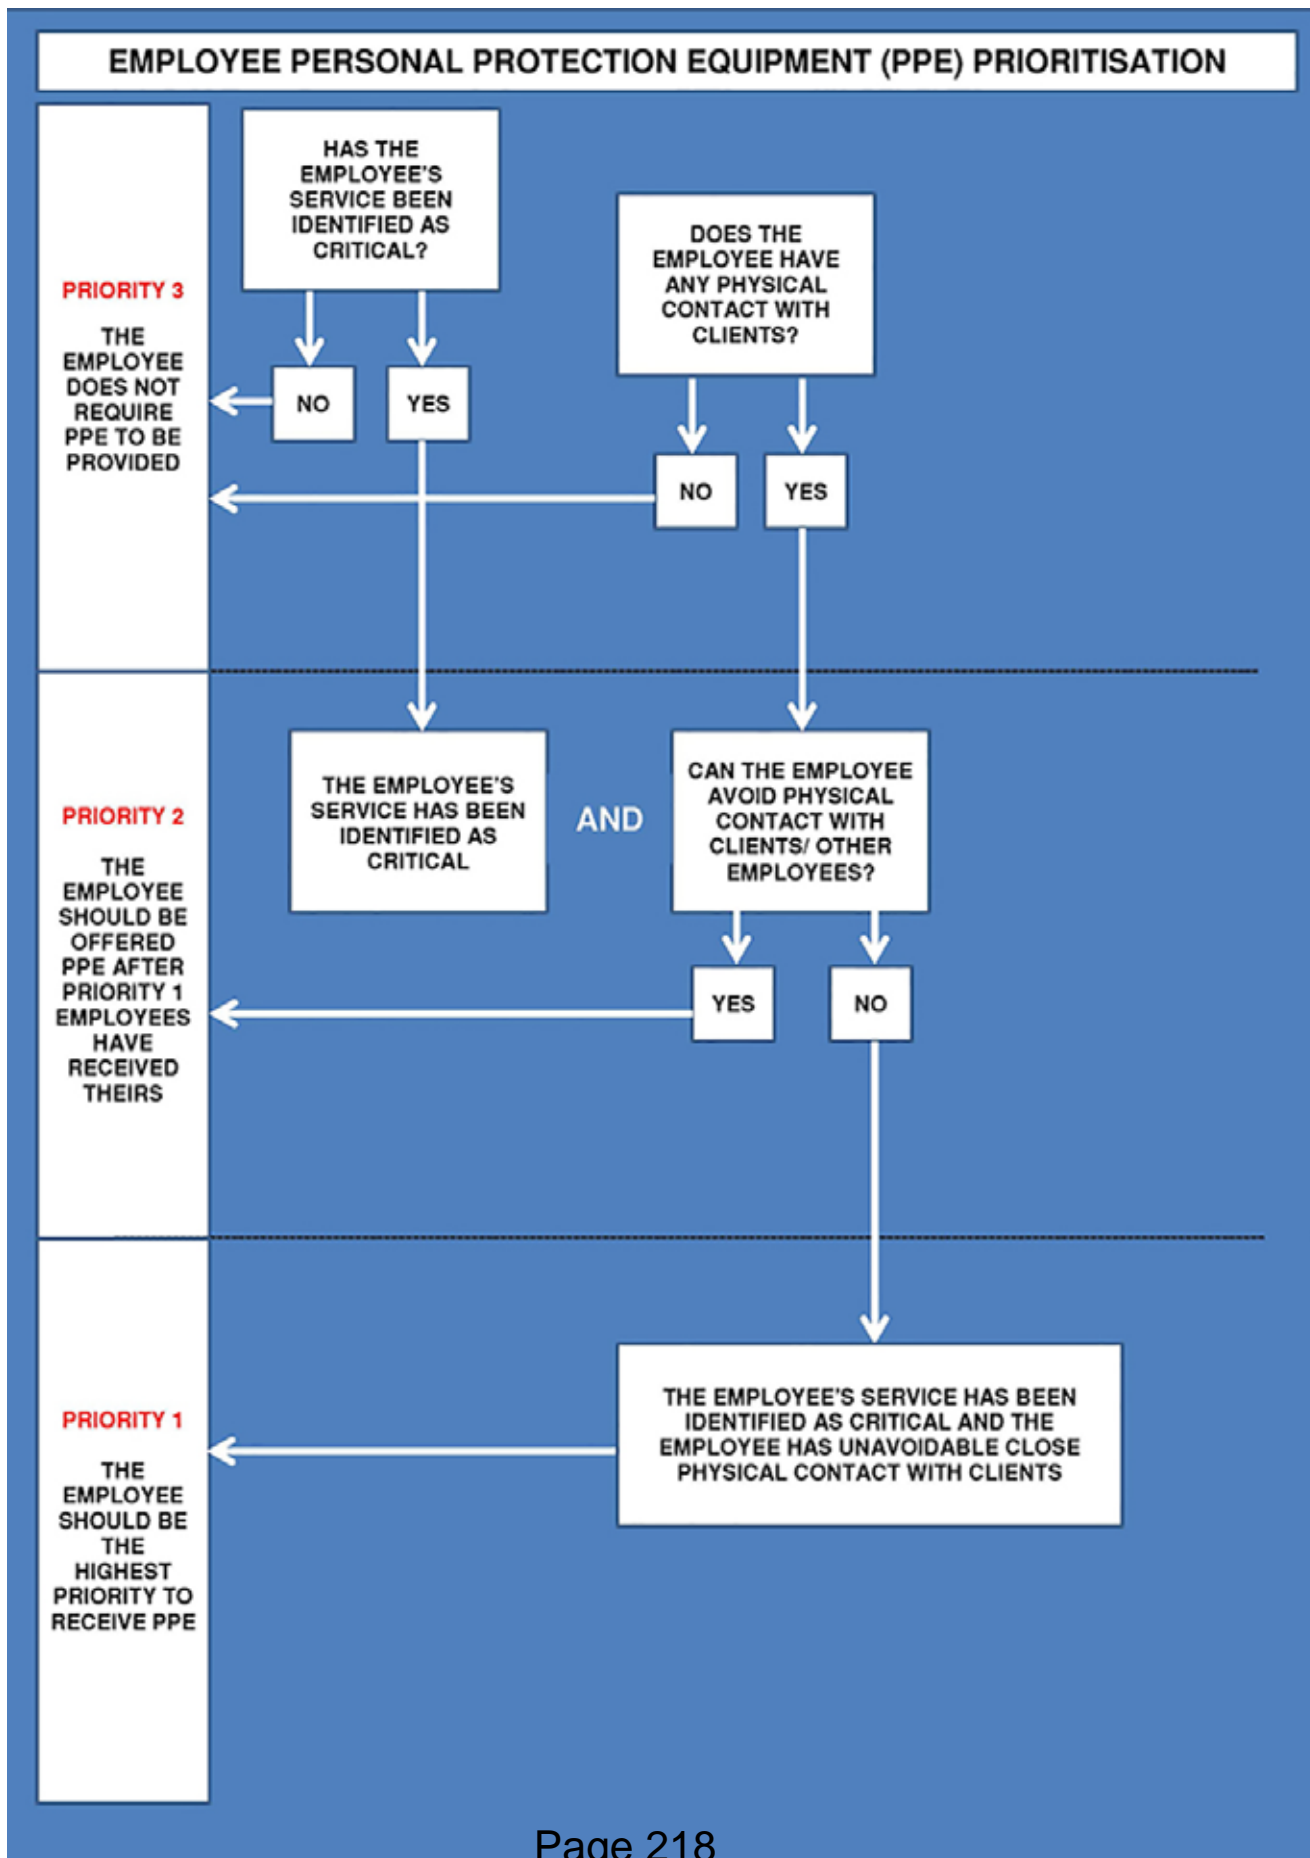 EMPLOYEE PERSONAL PROTECTION EQUIPMENT (PPE) PRIORITISATION
PRIORITY 3
THE
EMPLOYEE
DOES NOT
REQUIRE
PPE TO BE
PROVIDED
HAS THE
EMPLOYEE'S
SERVICE BEEN
IDENTIFIED AS
CRITICAL?
NO
YES
DOES THE
EMPLOYEE HAVE
ANY PHYSICAL
CONTACT WITH
CLIENTS?
NO
YES
PRIORITY 2
THE
EMPLOYEE
SHOULD BE
OFFERED
PPE AFTER
PRIORITY 1
EMPLOYEES
HAVE
RECEIVED
THEIRS
THE EMPLOYEE'S
SERVICE HAS BEEN
IDENTIFIED AS
CRITICAL
AND
CAN THE EMPLOYEE
AVOID PHYSICAL
CONTACT WITH
CLIENTS/ OTHER
EMPLOYEES?
YES
NO
PRIORITY 1
THE
EMPLOYEE
SHOULD BE
THE
HIGHEST
PRIORITY TO
RECEIVE PPE
THE EMPLOYEE'S SERVICE HAS BEEN
IDENTIFIED AS CRITICAL AND THE
EMPLOYEE HAS UNAVOIDABLE CLOSE
PHYSICAL CONTACT WITH CLIENTS
Page 218